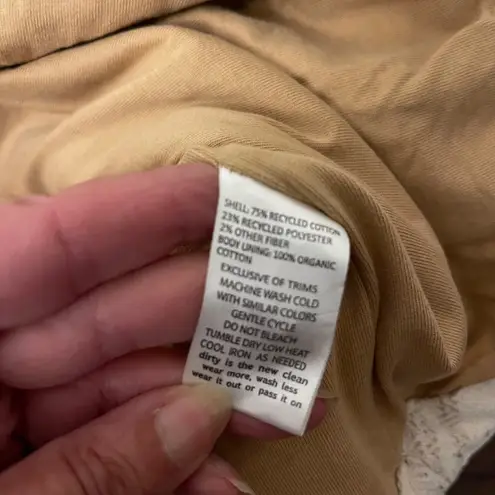 SHELL: 75% RECYCLED COTTON
23% RECYCLED POLYESTER
2% OTHER FIBER
BODY LINING: 100% ORGANIC
COTTON
EXCLUSIVE OF TRIMS
MACHINE WASH COLD
WITH SIMILAR COLORS
GENTLE CYCLE
DO NOT BLEACH
TUMBLE DRY LOW HEAT
COOL IRON AS NEEDED
dirty is the new clean
wear more, wash less
wear it out or pass it on